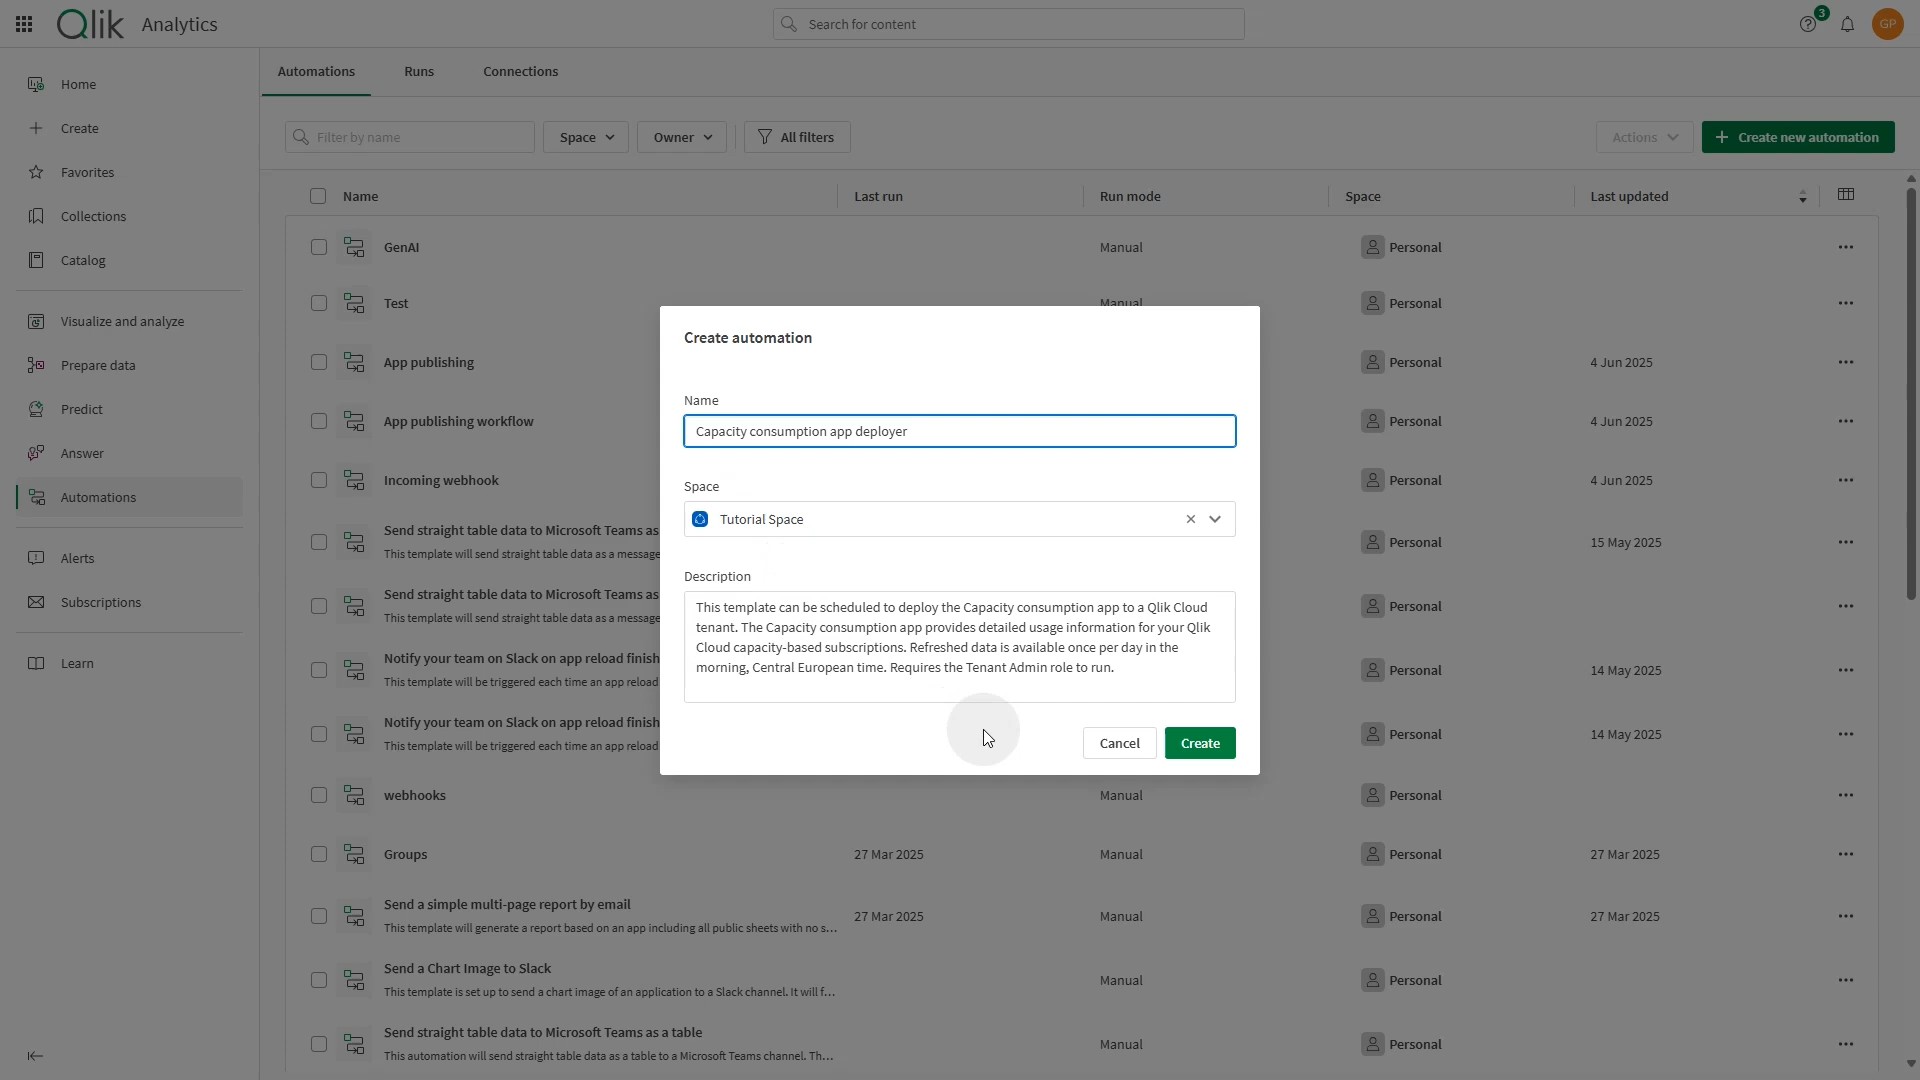 Qlik Analytics
Search for content
3
GP
Home
Create
Favorites
Collections
Catalog
Visualize and analyze
Prepare data
Predict
Answer
Automations
Alerts
Subscriptions
Learn
Automations Runs Connections
Filter by name Space Owner All filters Actions Create new automation
Name Last run Run mode Space Last updated
GenAI Manual Personal
Test Manual Personal
App publishing Personal 4 Jun 2025
App publishing workflow Personal 4 Jun 2025
Incoming webhook Personal 4 Jun 2025
Send straight table data to Microsoft Teams as
This template will send straight table data as a message
Personal 15 May 2025
Send straight table data to Microsoft Teams as
This template will send straight table data as a message
Personal
Notify your team on Slack on app reload finish
This template will be triggered each time an app reload
Personal 14 May 2025
Notify your team on Slack on app reload finish
This template will be triggered each time an app reload
Personal 14 May 2025
webhooks Manual Personal
Groups 27 Mar 2025 Manual Personal 27 Mar 2025
Send a simple multi-page report by email
This template will generate a report based on an app including all public sheets with no s...
27 Mar 2025 Manual Personal 27 Mar 2025
Send a Chart Image to Slack
This template is set up to send a chart image of an application to a Slack channel. It will f...
Manual Personal
Send straight table data to Microsoft Teams as a table
This automation will send straight table data as a table to a Microsoft Teams channel. Th...
Manual Personal
Create automation
Name
Capacity consumption app deployer
Space
Tutorial Space
Description
This template can be scheduled to deploy the Capacity consumption app to a Qlik Cloud
tenant. The Capacity consumption app provides detailed usage information for your Qlik
Cloud capacity-based subscriptions. Refreshed data is available once per day in the
morning, Central European time. Requires the Tenant Admin role to run.
Cancel Create